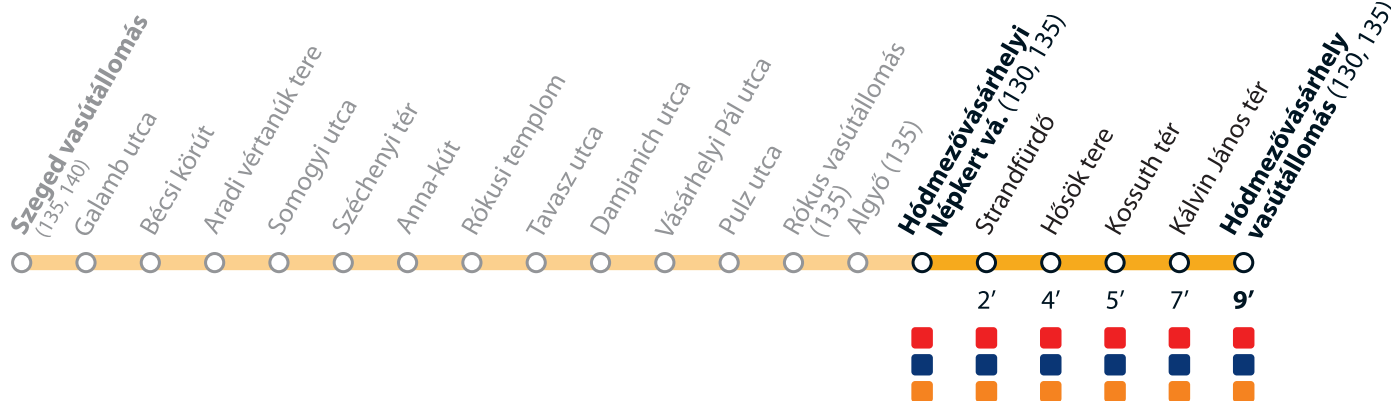 Szeged vasútállomás
(135, 140)
Galamb utca
Bécsi körút
Aradi vértanúk tere
Somogyi utca
Széchenyi tér
Anna-kút
Rókusi templom
Tavasz utca
Damjanich utca
Vásárhelyi Pál utca
Pulz utca
Rókus vasútállomás
(135)
Algyő (135)
Hódmezővásárhelyi
Népkert vá. (130, 135)
Strandfürdő
Hősök tere
Kossuth tér
Kálvin János tér
Hódmezővásárhely
vasútállomás (130, 135)
2’ 4’ 5’ 7’ 9’